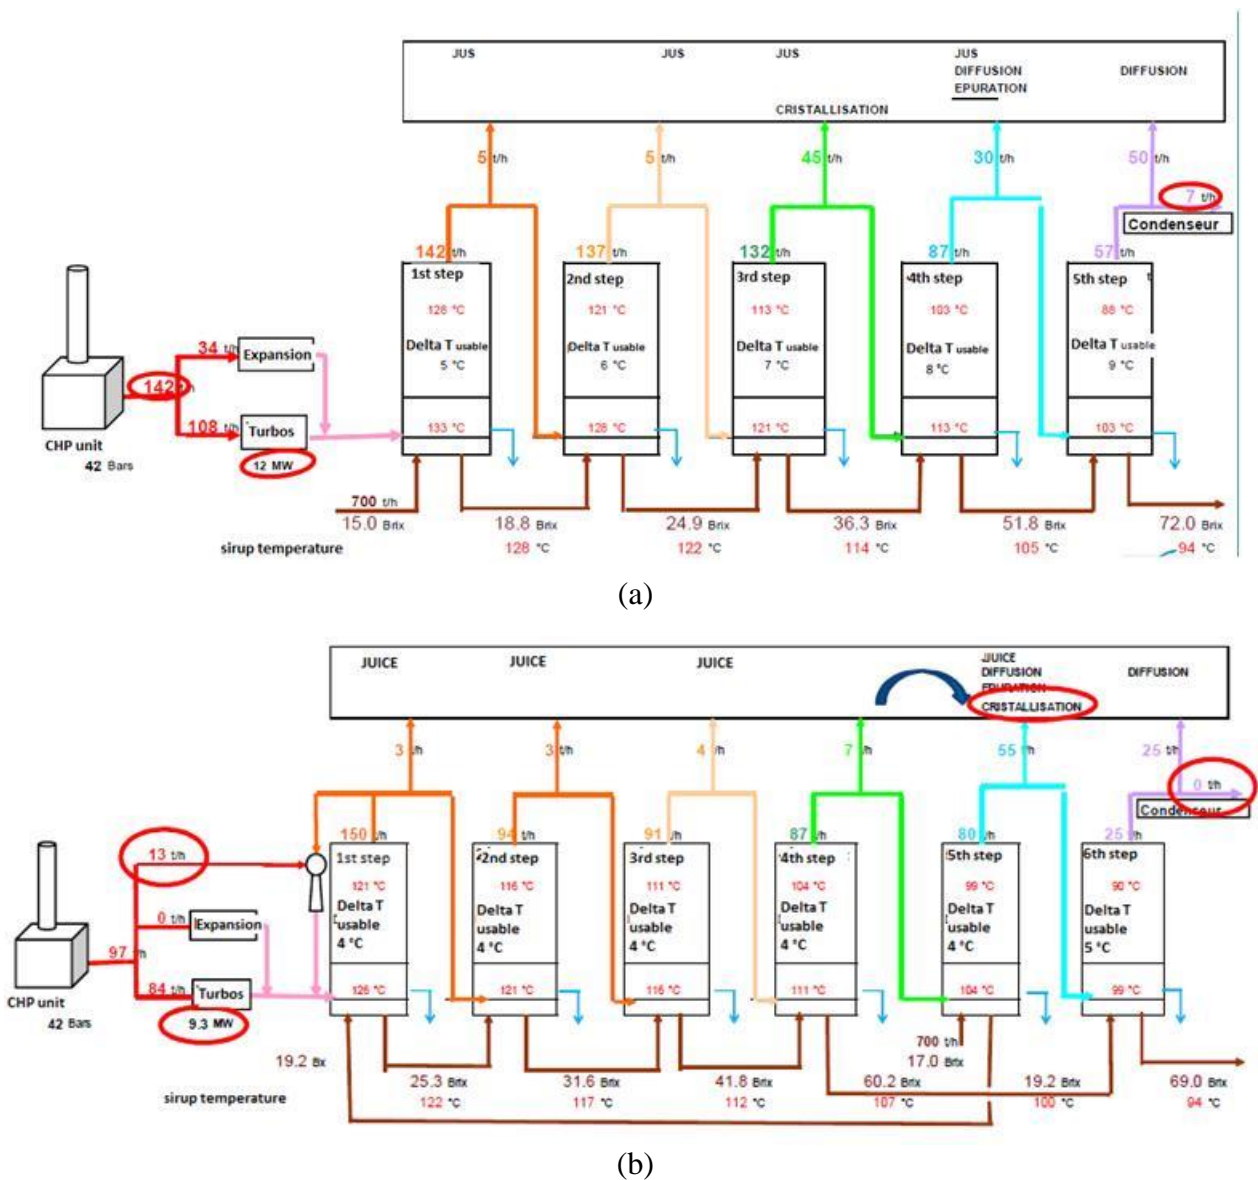 JUS JUS JUS JUS
DIFFUSION DIFFUSION
EPURATION
CRISTALLISATION
5 t/h 5 t/h 45 t/h 30 t/h 50 t/h
7 t/h
Condenseur
142 t/h 137 t/h 132 t/h 87 t/h 57 t/h
1st step 2nd step 3rd step 4th step 5th step
121 °C 113 °C 103 °C
Delta T usable Delta T usable Delta T usable Delta T usable Delta T usable
5 °C 6 °C 7 °C 8 °C 9 °C
34 t/h Expansion
142
108 t/h Turbos
12 MW
CHP unit
42 Bars
133 °C 128 °C 121 °C 113 °C 103 °C
700 t/h
15.0 Brix 18.8 Brix 24.9 Brix 36.3 Brix 51.8 Brix 72.0 Brix
sirup temperature 128 °C 122 °C 114 °C 105 °C 94 °C
(a)
JUICE JUICE JUICE JUICE
DIFFUSION DIFFUSION
EPURATION
CRISTALLISATION
3 t/h 3 t/h 4 t/h 7 t/h 55 t/h 25 t/h
0 t/h
Condenseur
150 t/h 94 t/h 91 t/h 87 t/h 80 t/h 25 t/h
1st step 2nd step 3rd step 4th step 5th step 6th step
121 °C 116 °C 111 °C 104 °C 99 °C 90 °C
Delta T usable 4 °C Delta T usable 4 °C Delta T usable 4 °C Delta T usable 4 °C Delta T usable 4 °C Delta T usable 5 °C
13 t/h
0 t/h Expansion
97 t/h
84 t/h Turbos
9.3 MW
CHP unit
42 Bars
121 °C 116 °C 111 °C 104 °C 99 °C
700 t/h
17.0 Brix
19.2 Bx 25.3 Brix 31.6 Brix 41.8 Brix 60.2 Brix 19.2 Brix 69.0 Brix
sirup temperature 122 °C 117 °C 112 °C 107 °C 100 °C 94 °C
(b)